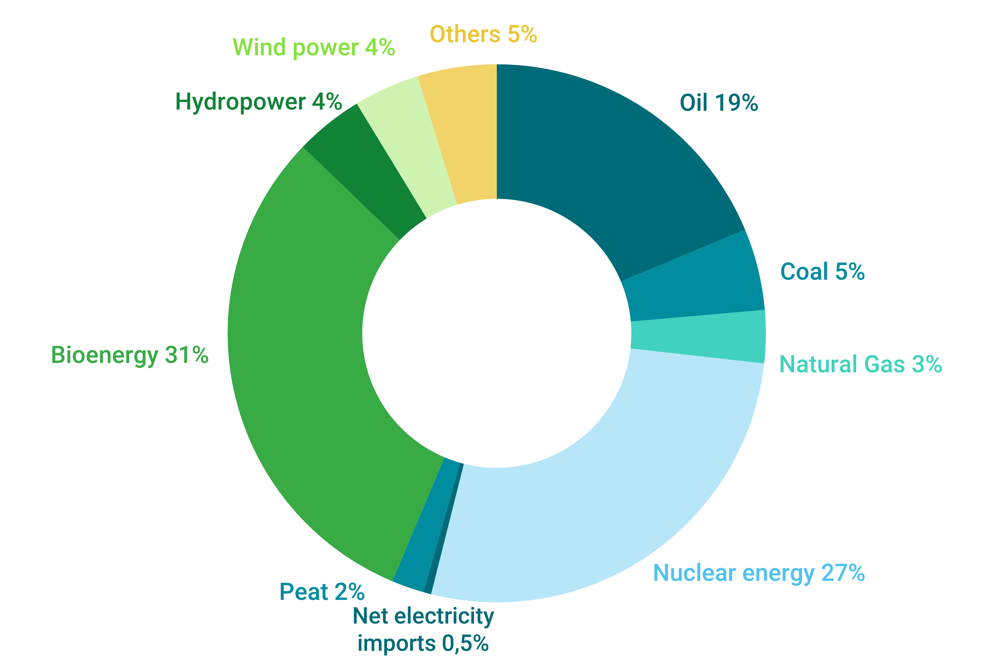 Others 5%
Wind power 4%
Hydropower 4%
Oil 19%
Coal 5%
Bioenergy 31%
Natural Gas 3%
Nuclear energy 27%
Peat 2%
Net electricity
imports 0,5%